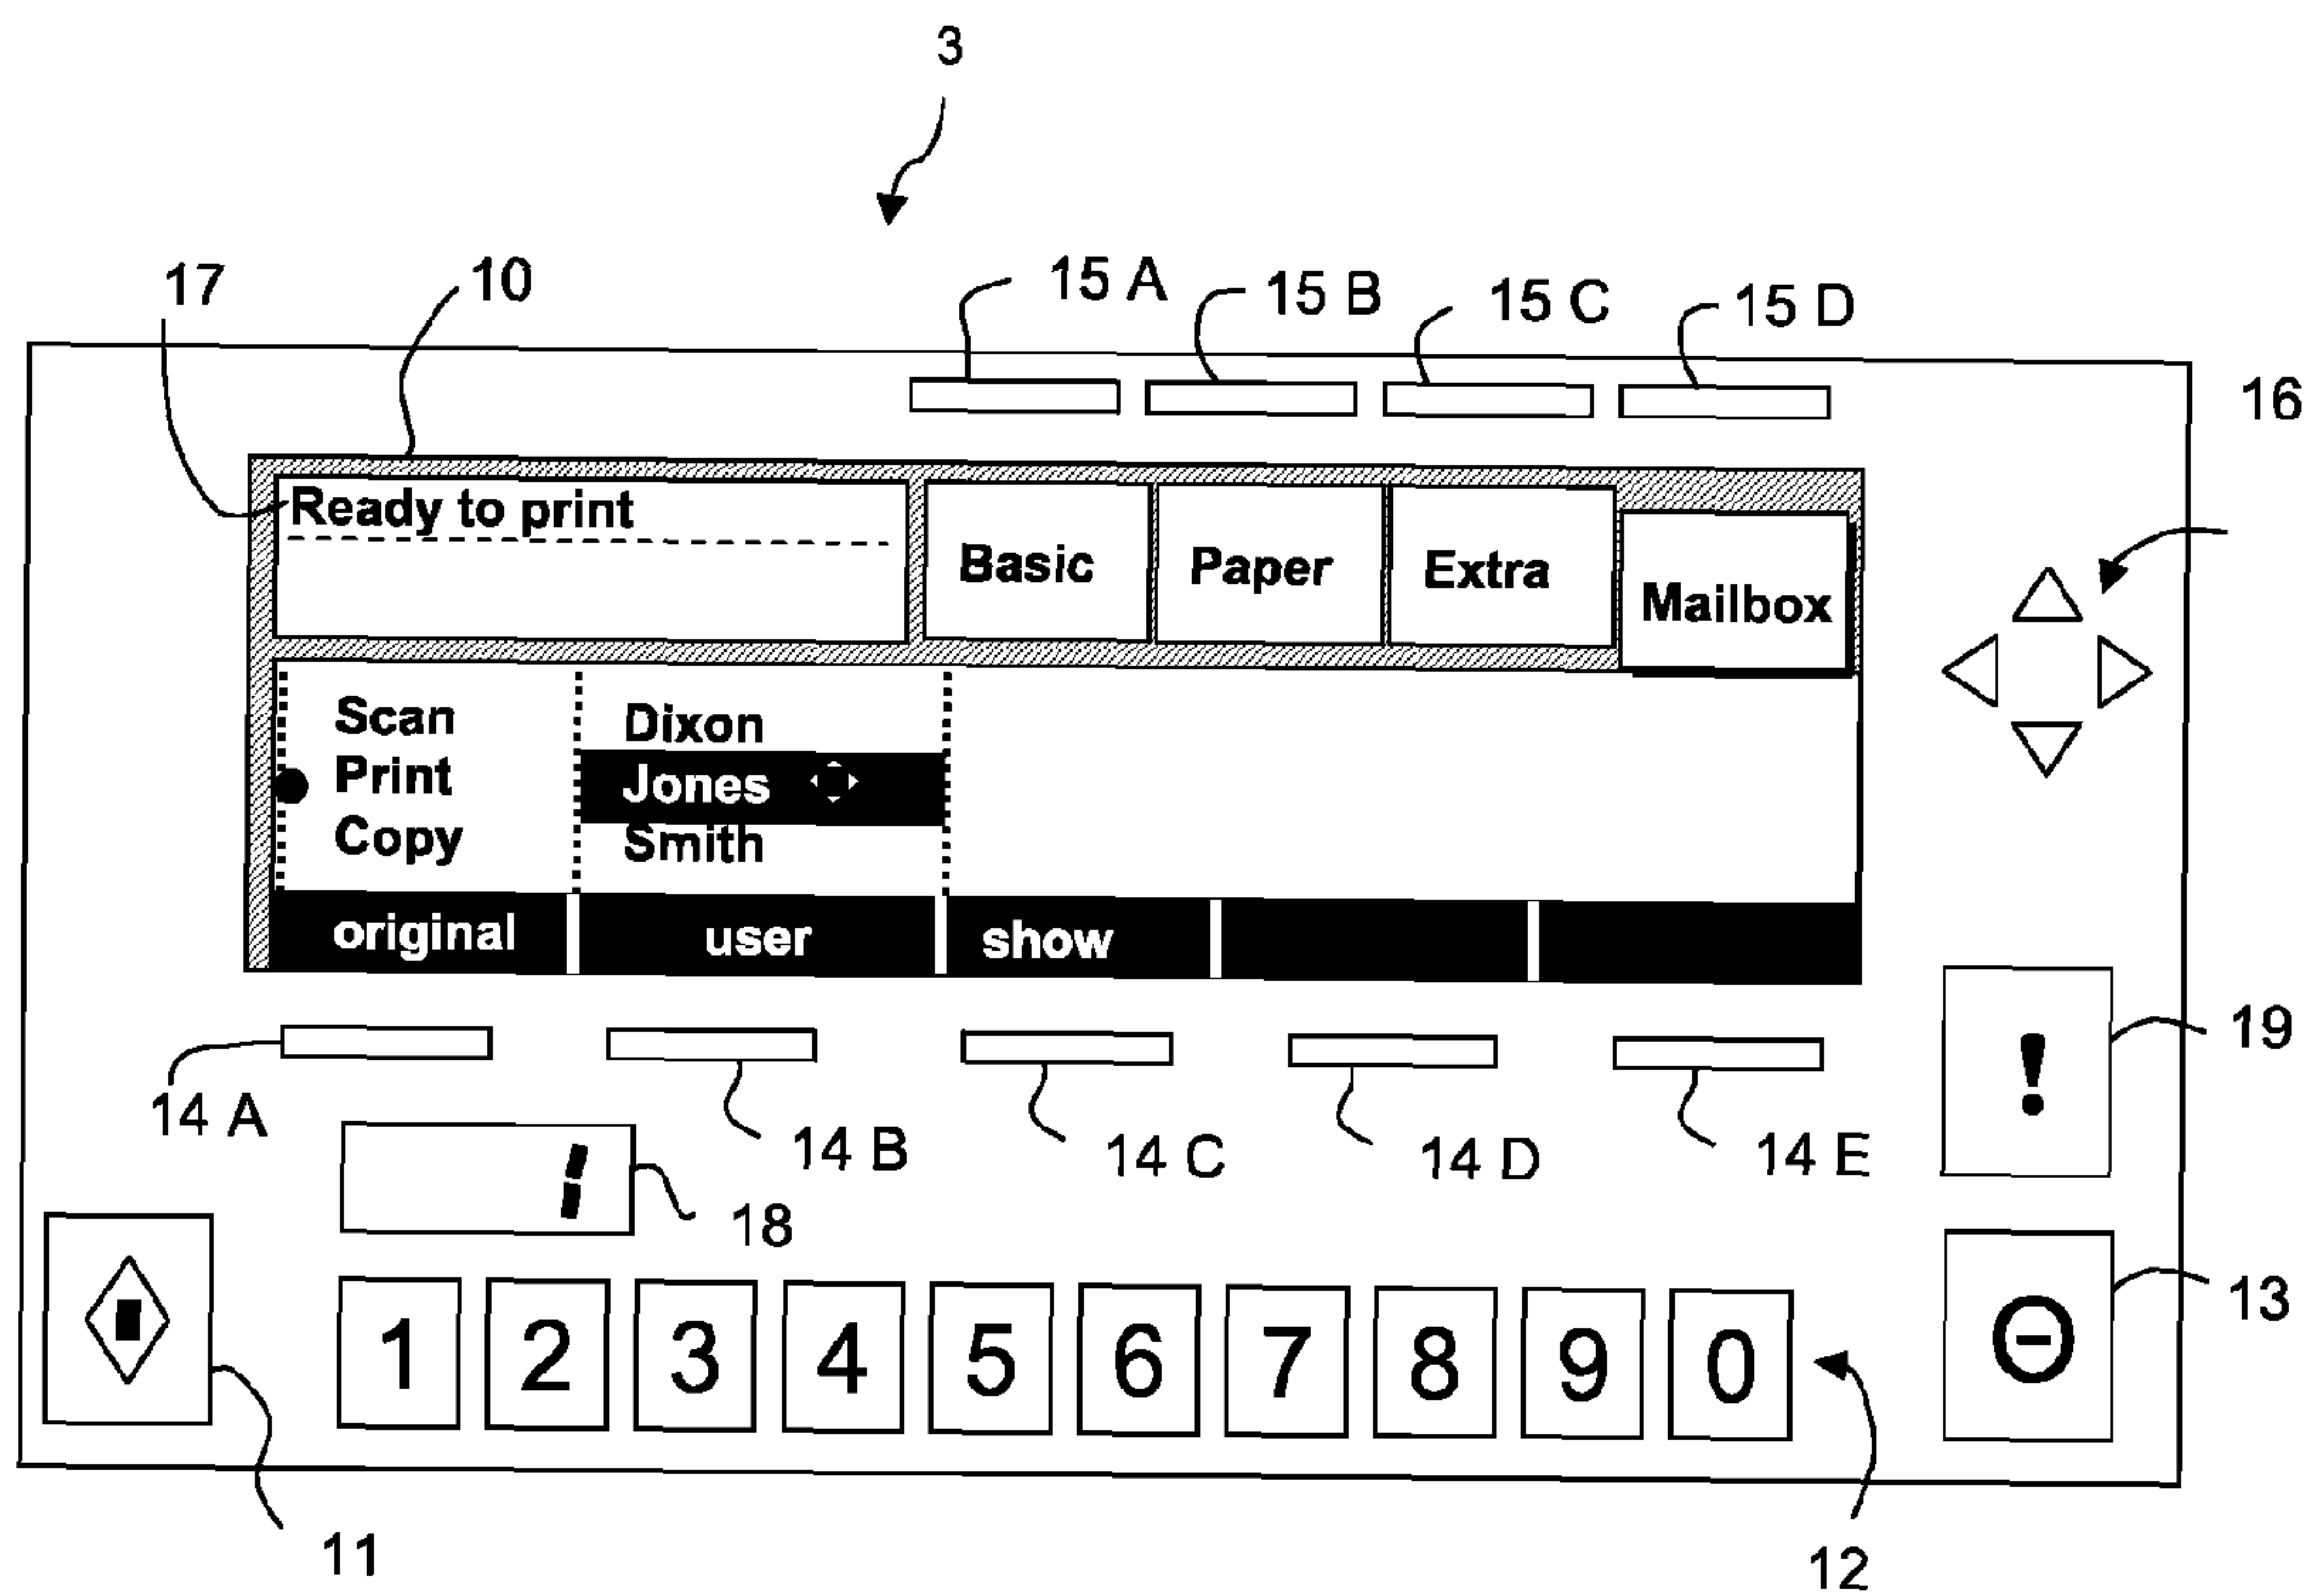 3
17
10
15 A
15 B
15 C
15 D
16
Ready to print
Basic
Paper
Extra
Mailbox
Scan
Print
Copy
Dixon
Jones
Smith
original
user
show
14 A
14 B
14 C
14 D
14 E
!
19
1
18
1 2 3 4 5 6 7 8 9 0
13
11
12